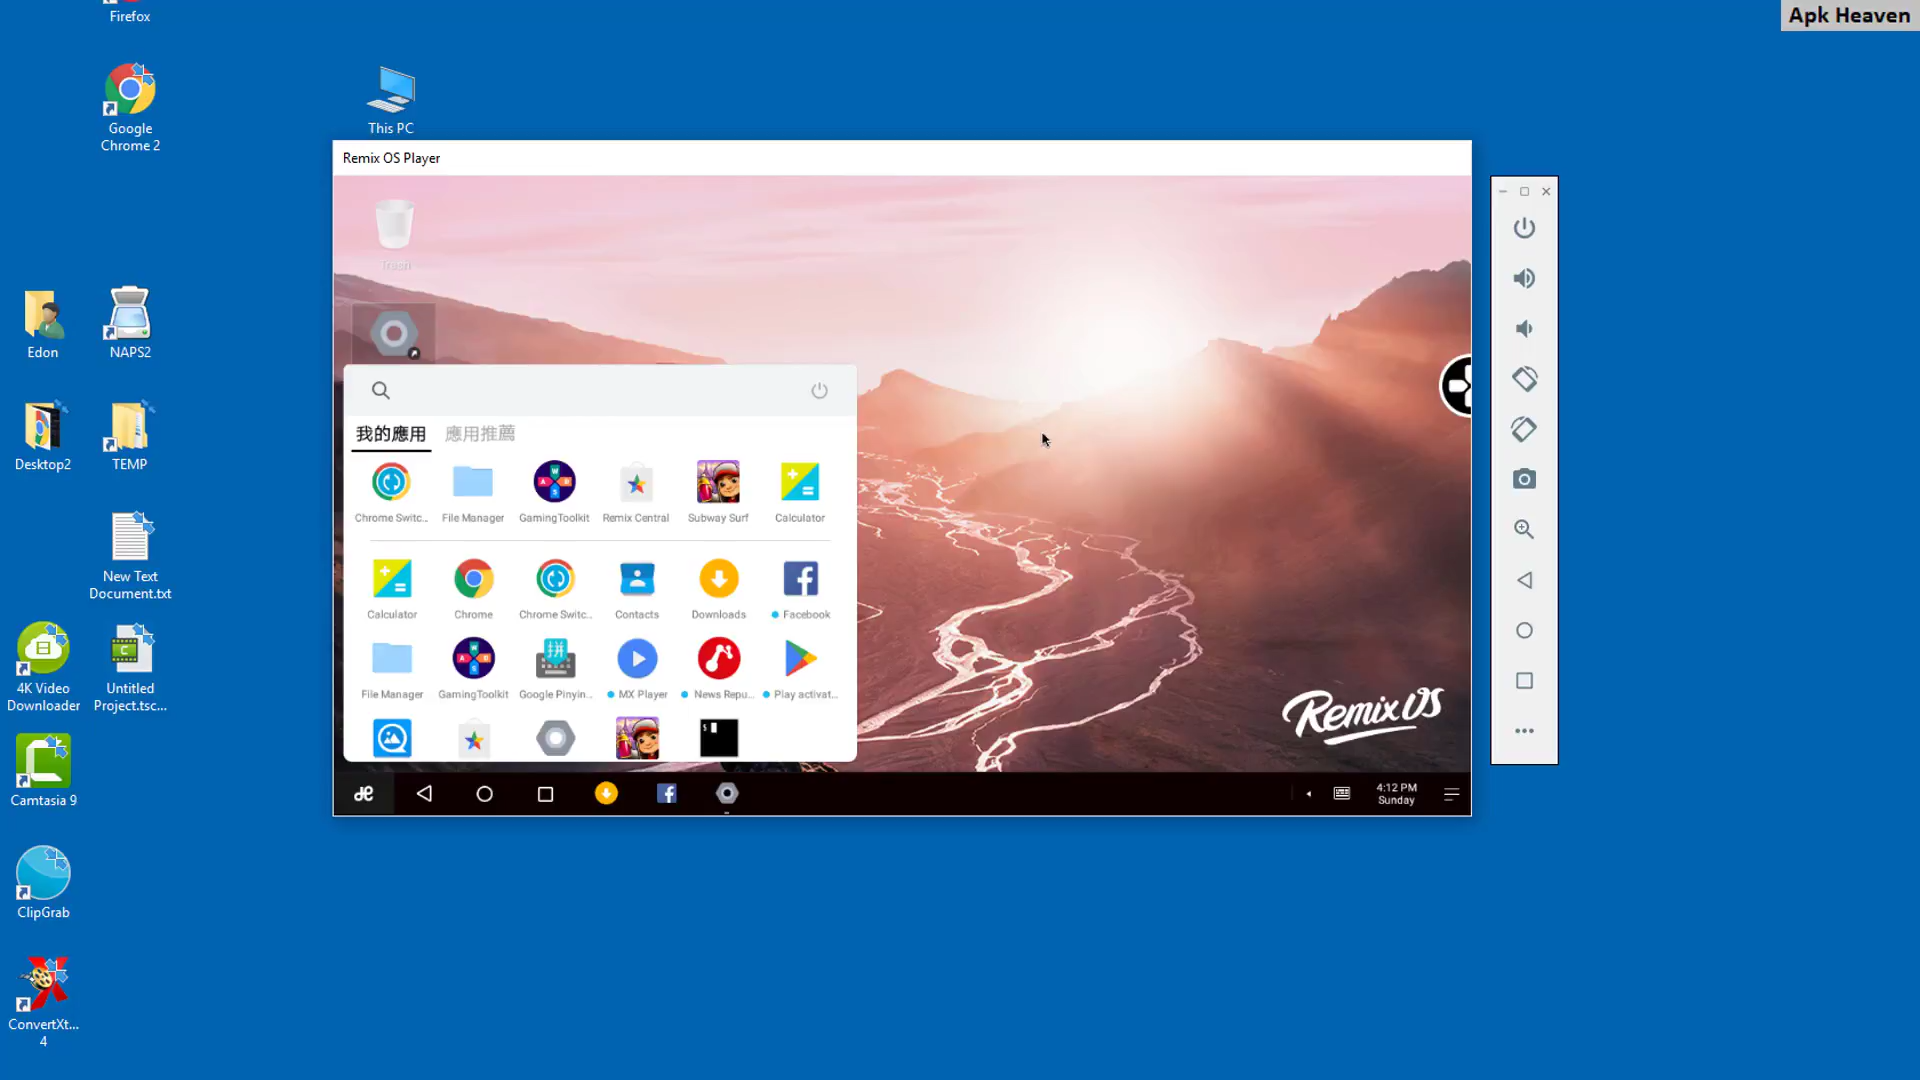 Firefox
Apk Heaven
Google
Chrome 2
This PC
Remix OS Player
Trash
Edon
NAPS2
我的應用
應用推薦
Chrome Switc...
File Manager
GamingToolkit
Remix Central
Subway Surf
Calculator
Desktop2
TEMP
New Text
Document.txt
Calculator
Chrome
Chrome Switc...
Contacts
Downloads
Facebook
File Manager
GamingToolkit
Google Pinyin...
MX Player
News Repu...
Play activat...
4K Video
Downloader
Untitled
Project.tsc...
Remix OS
Camtasia 9
4:12 PM
Sunday
ClipGrab
ConvertXt...
4